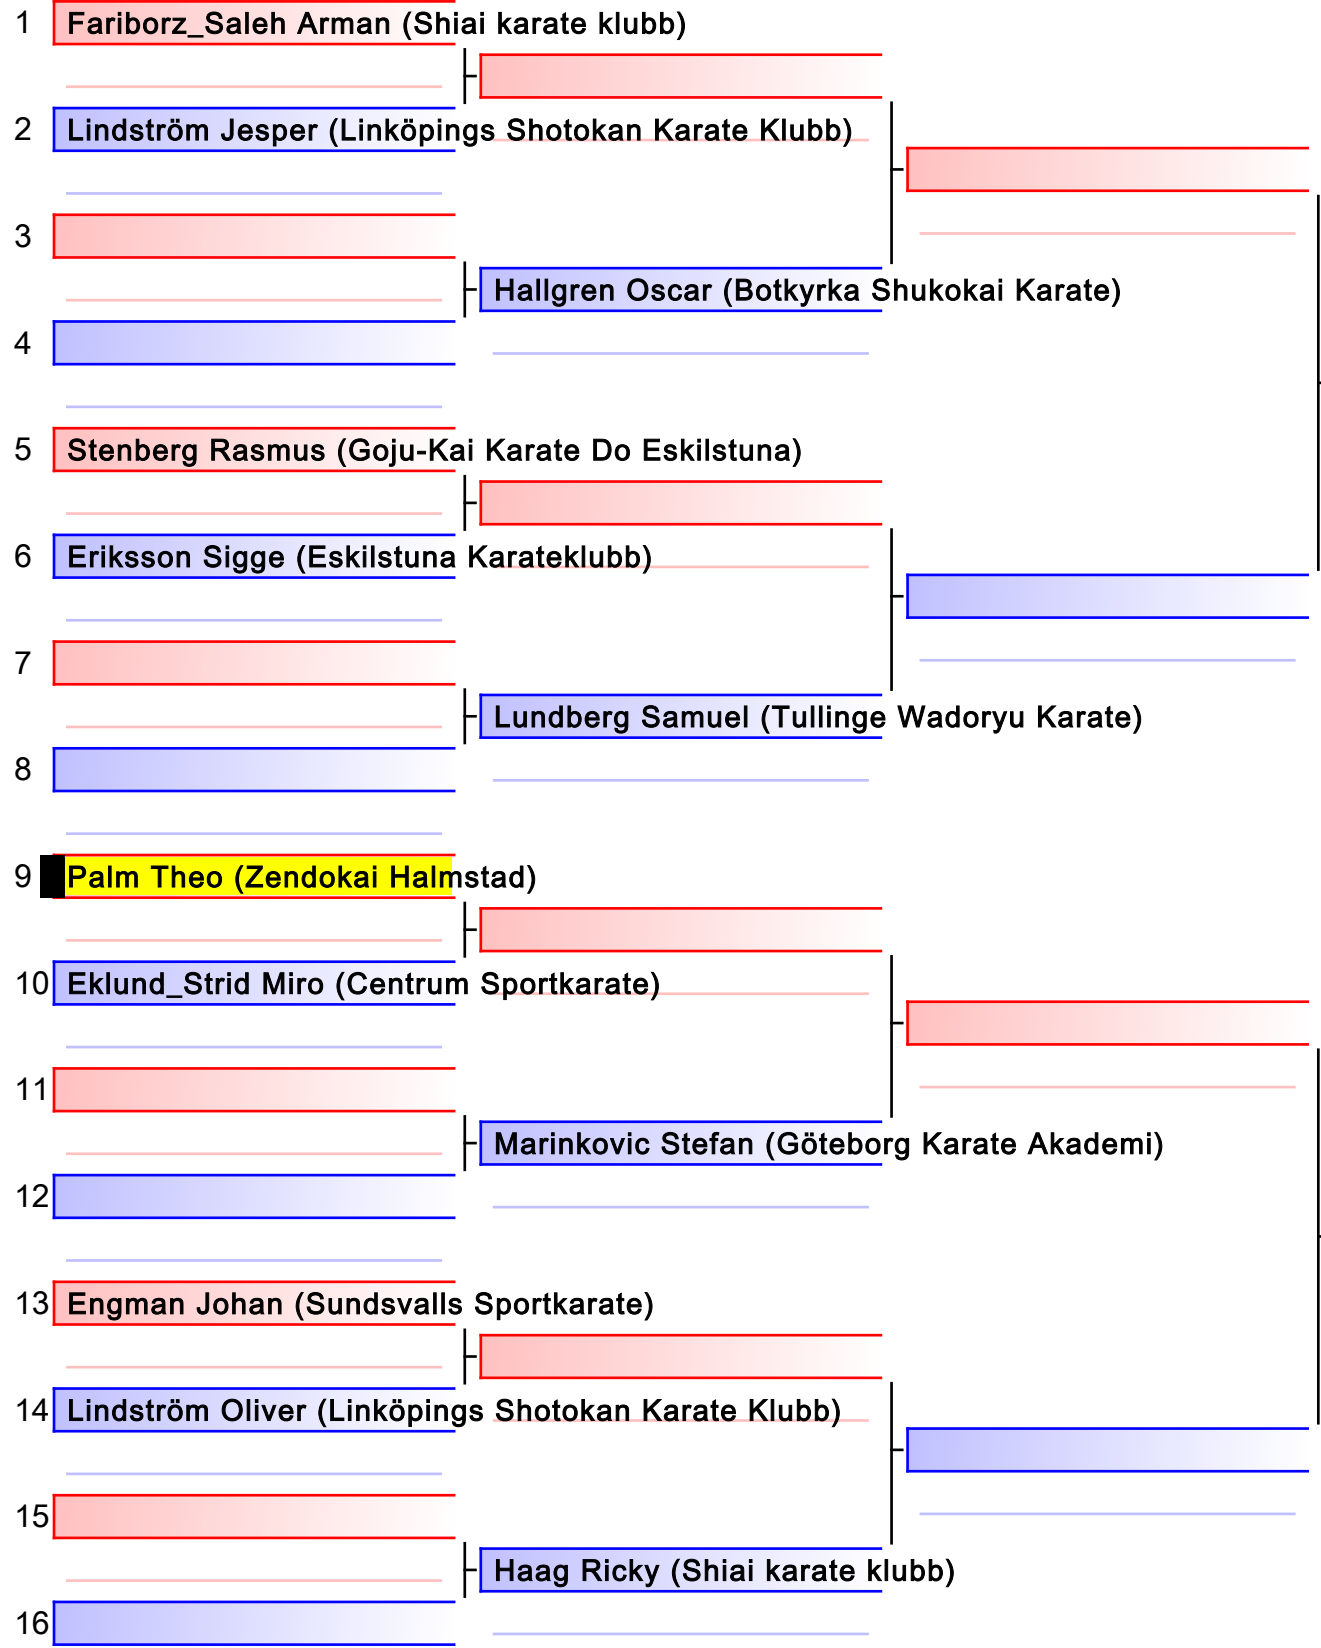 1 Fariborz_Saleh Arman (Shiai karate klubb)
2 Lindström Jesper (Linköpings Shotokan Karate Klubb)
3
Hallgren Oscar (Botkyrka Shukokai Karate)
4
5 Stenberg Rasmus (Goju-Kai Karate Do Eskilstuna)
6 Eriksson Sigge (Eskilstuna Karateklubb)
7
Lundberg Samuel (Tullinge Wadoryu Karate)
8
9 Palm Theo (Zendokai Halmstad)
10 Eklund_Strid Miro (Centrum Sportkarate)
11
Marinkovic Stefan (Göteborg Karate Akademi)
12
13 Engman Johan (Sundsvalls Sportkarate)
14 Lindström Oliver (Linköpings Shotokan Karate Klubb)
15
Haag Ricky (Shiai karate klubb)
16